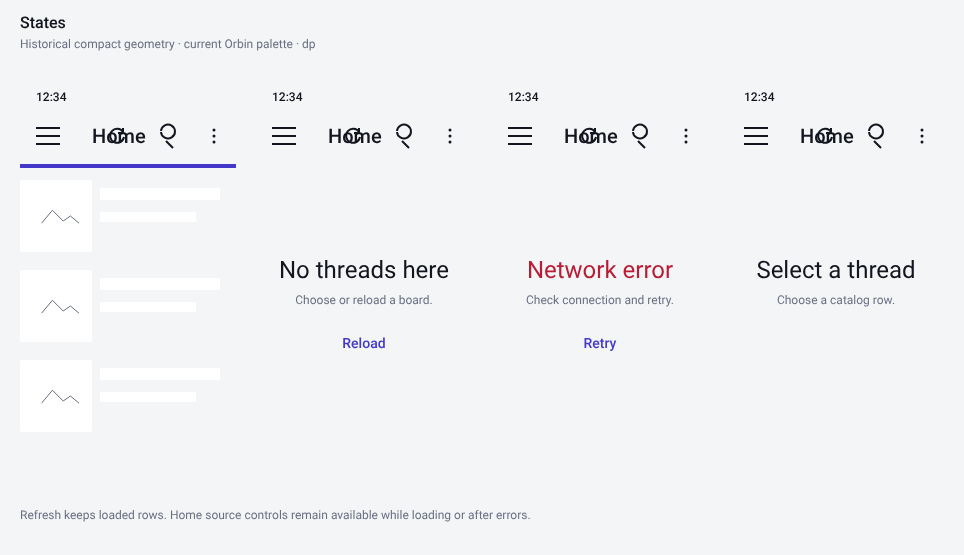 States
Historical compact geometry · current Orbin palette · dp
12:34
12:34
12:34
12:34
Home
Home
Home
Home
No threads here
Network error
Select a thread
Choose or reload a board.
Check connection and retry.
Choose a catalog row.
Reload
Retry
Refresh keeps loaded rows. Home source controls remain available while loading or after errors.